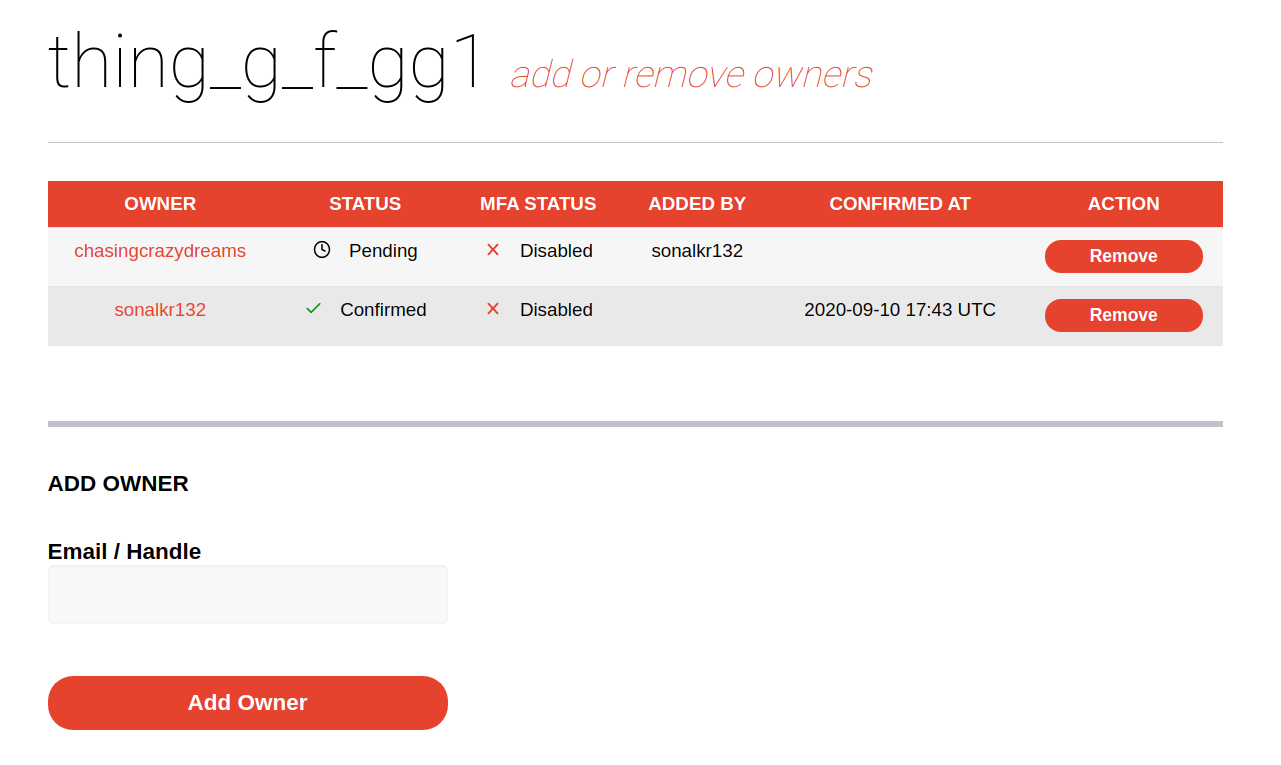 thing_g_f_gg1 add or remove owners
OWNER STATUS MFA STATUS ADDED BY CONFIRMED AT ACTION
chasingcrazydreams Pending Disabled sonalkr132 Remove
sonalkr132 Confirmed Disabled 2020-09-10 17:43 UTC Remove
ADD OWNER
Email / Handle
Add Owner